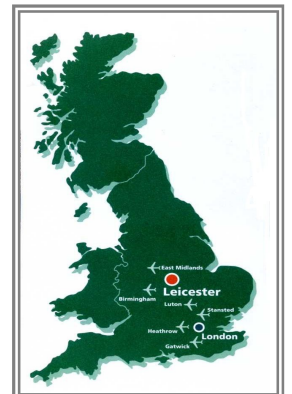 East Midlands
Leicester
Birmingham
Luton
Stansted
Heathrow
London
Gatwick